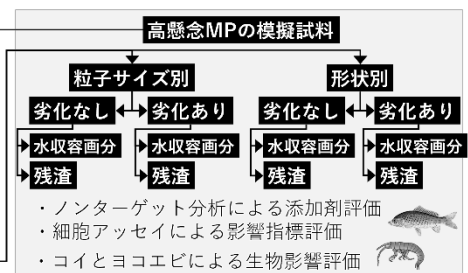 高懸念MPの模擬試料
粒子サイズ別 形状別
劣化なし 劣化あり 劣化なし 劣化あり
水収容画分 水収容画分 水収容画分 水収容画分
残渣 残渣 残渣 残渣
・ノンターゲット分析による添加剤評価
・細胞アッセイによる影響指標評価
・コイとヨコエビによる生物影響評価